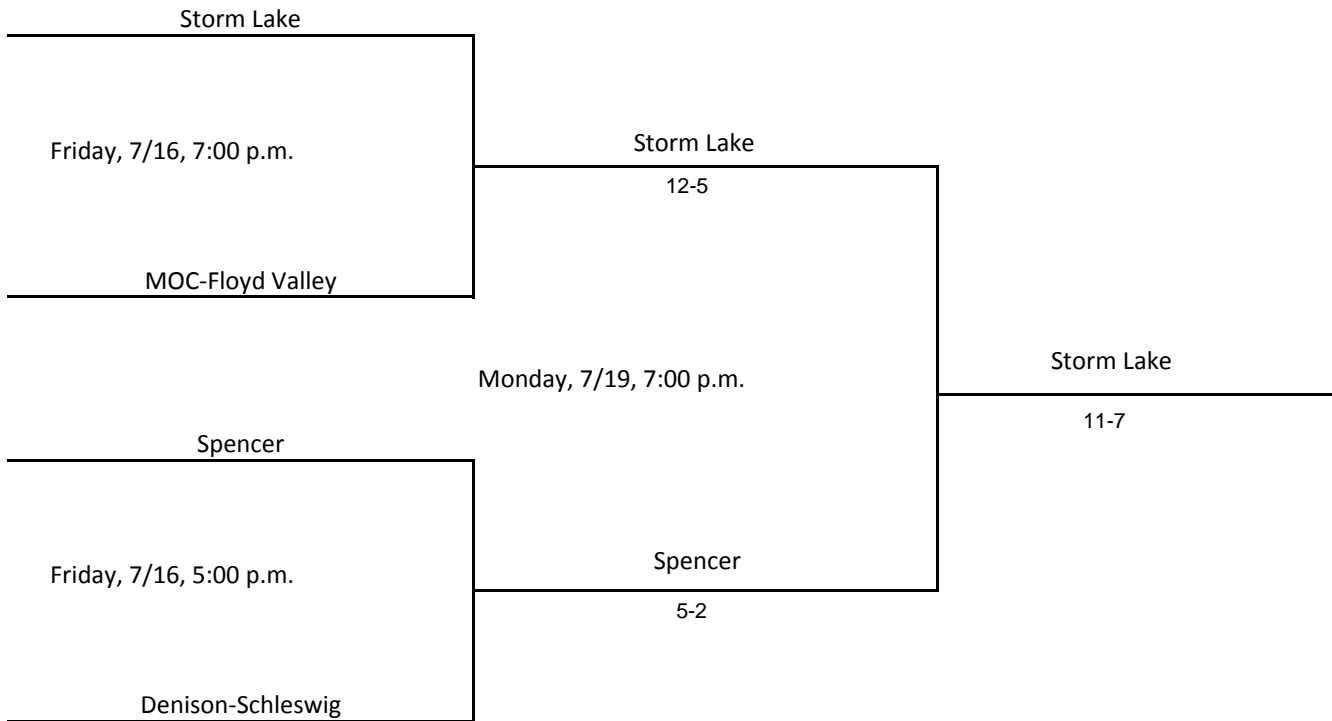 Storm Lake
Friday, 7/16, 7:00 p.m.
Storm Lake
12-5
MOC-Floyd Valley
Monday, 7/19, 7:00 p.m.
Storm Lake
11-7
Spencer
Friday, 7/16, 5:00 p.m.
Spencer
5-2
Denison-Schleswig